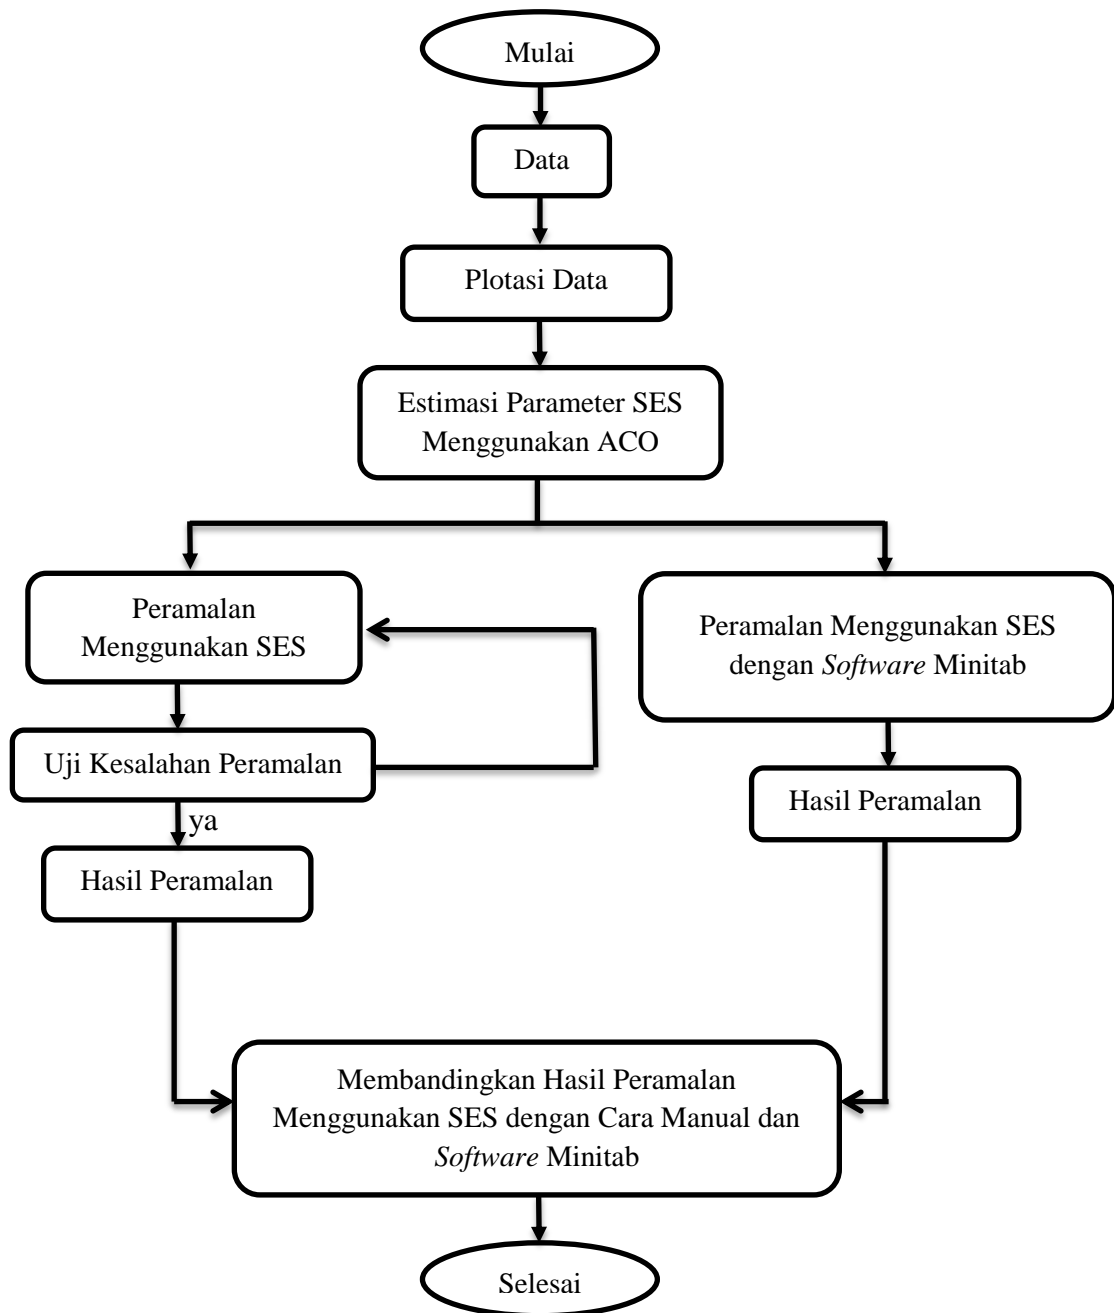 Mulai
Data
Plotasi Data
Estimasi Parameter SES
Menggunakan ACO
Peramalan
Menggunakan SES
Peramalan Menggunakan SES
dengan Software Minitab
Uji Kesalahan Peramalan
Hasil Peramalan
ya
Hasil Peramalan
Membandingkan Hasil Peramalan
Menggunakan SES dengan Cara Manual dan
Software Minitab
Selesai